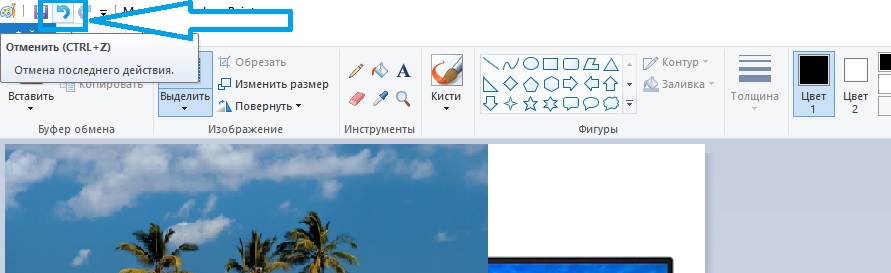 Отменить (CTRL+Z)
Отмена последнего действия.
Вставить
Копировать
Выделить
Обрезать
Изменить размер
Повернуть
Кисти
Контур
Заливка
Толщина
Цвет
1
Цвет
2
Буфер обмена
Изображение
Инструменты
Фигуры